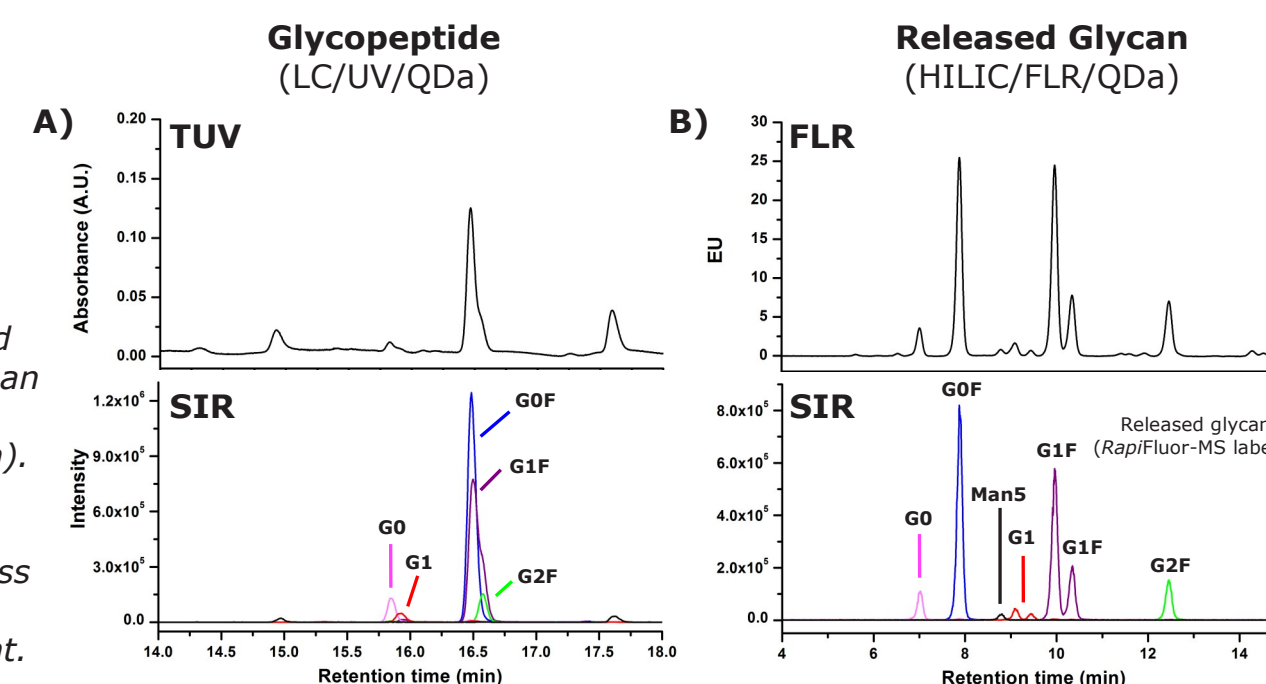 Glycopeptide
(LC/UV/QDa)
A)
TUV
0.20
0.15
0.10
0.05
0.00
Absorbance (A.U.)
SIR
1.2x10⁶
9.0x10⁵
6.0x10⁵
3.0x10⁵
0.0
Intensity
G0F
G1F
G0
G1
G2F
14.0 14.5 15.0 15.5 16.0 16.5 17.0 17.5 18.0
Retention time (min)
Released Glycan
(HILIC/FLR/QDa)
B)
FLR
30
25
20
15
10
5
0
EU
SIR
8.0x10⁵
6.0x10⁵
4.0x10⁵
2.0x10⁵
0.0
G0F
Released glycan
(RapiFluor-MS labe
G1F
Man5
G0
G1
G1F
G2F
4 6 8 10 12 14
Retention time (min)
d
an
).
ss
t.